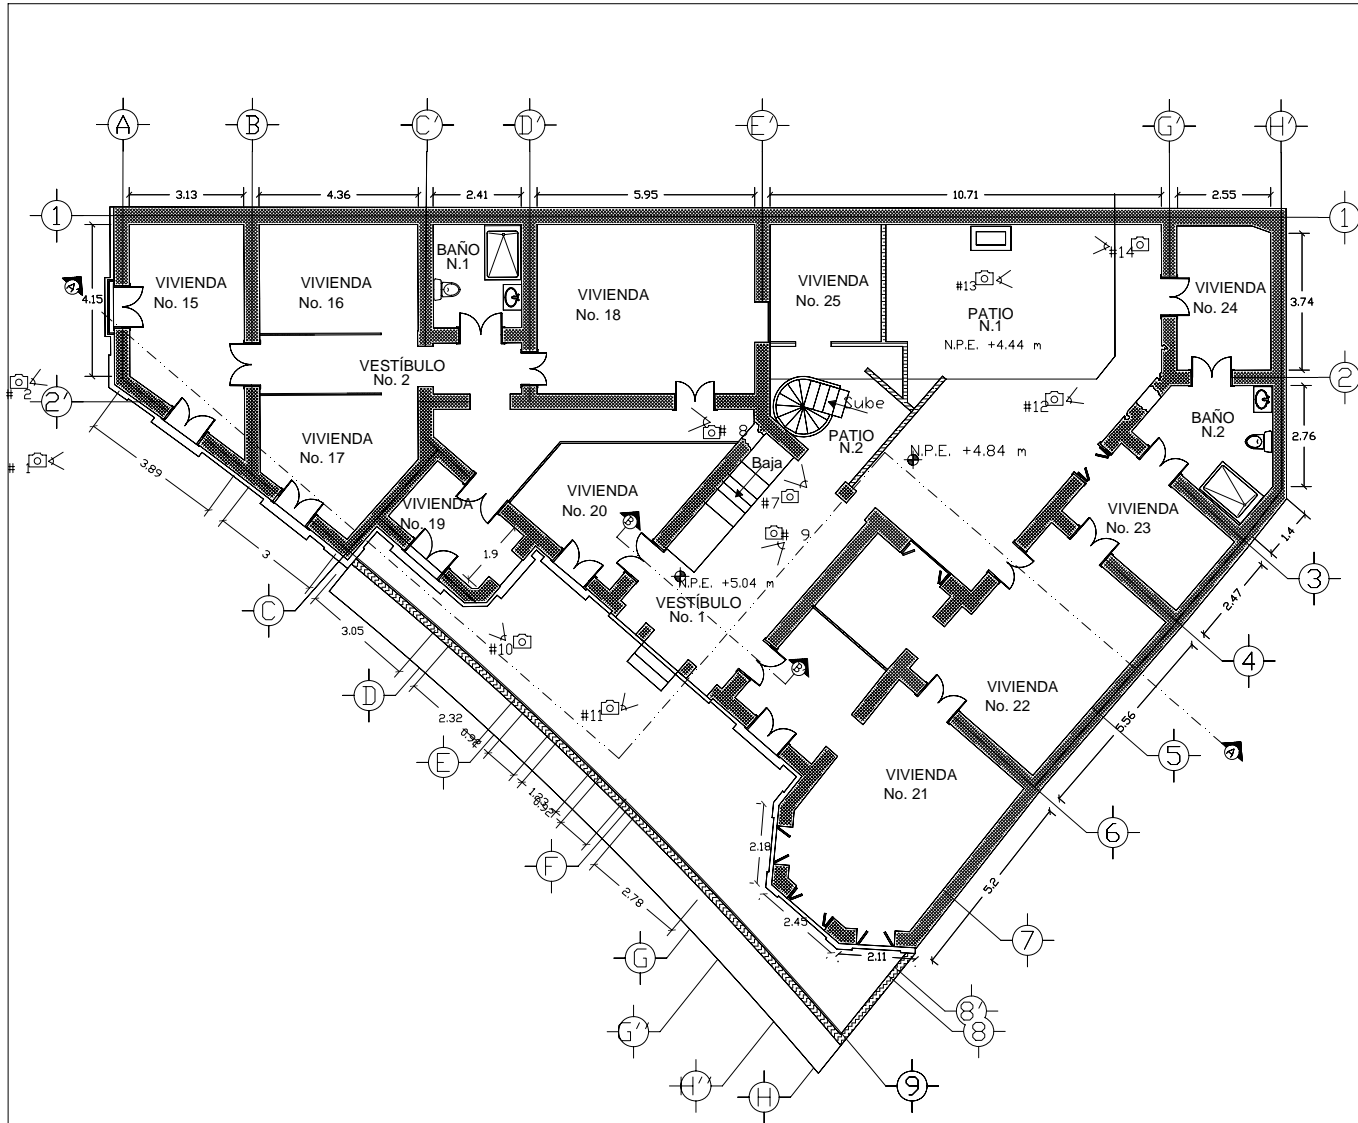 A
B
C'
D'
E'
G'
H'
3.13
4.36
2.41
5.95
10.71
2.55
1
1
BAÑO
N.1
#14
A
4.15
VIVIENDA
No. 15
VIVIENDA
No. 16
VIVIENDA
No. 18
VIVIENDA
No. 25
#13
PATIO
N.1
N.P.E. +4.44 m
VIVIENDA
No. 24
3.74
VESTÍBULO
No. 2
2
# 2
2'
Sube
#12
PATIO
N.2
BAÑO
N.2
2.76
# 8
VIVIENDA
No. 17
N.P.E. +4.84 m
# 1
3.89
Baja
VIVIENDA
No. 19
VIVIENDA
No. 20
#7
VIVIENDA
No. 23
B
# 9
1.4
3
1.9
N.P.E. +5.04 m
VESTÍBULO
No. 1
3
2.47
C
3.05
#10
4
B
D
VIVIENDA
No. 22
#11
2.32
5.56
0.92
E
5
A
VIVIENDA
No. 21
1.23
0.92
6
F
2.18
5.2
2.78
2.45
7
2.11
G
8'
8
G''
9
H''
H